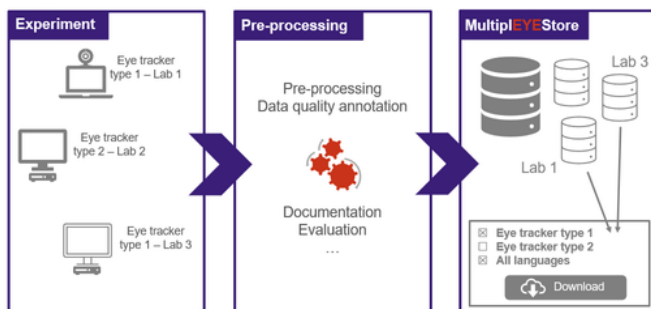 Experiment
Eye tracker
type 1 – Lab 1
Eye tracker
type 2 – Lab 2
Eye tracker
type 1 – Lab 3
Pre-processing
Pre-processing
Data quality annotation
Documentation
Evaluation
...
MultiplEYEStore
Lab 3
Lab 1
☒ Eye tracker type 1
☐ Eye tracker type 2
☒ All languages
Download